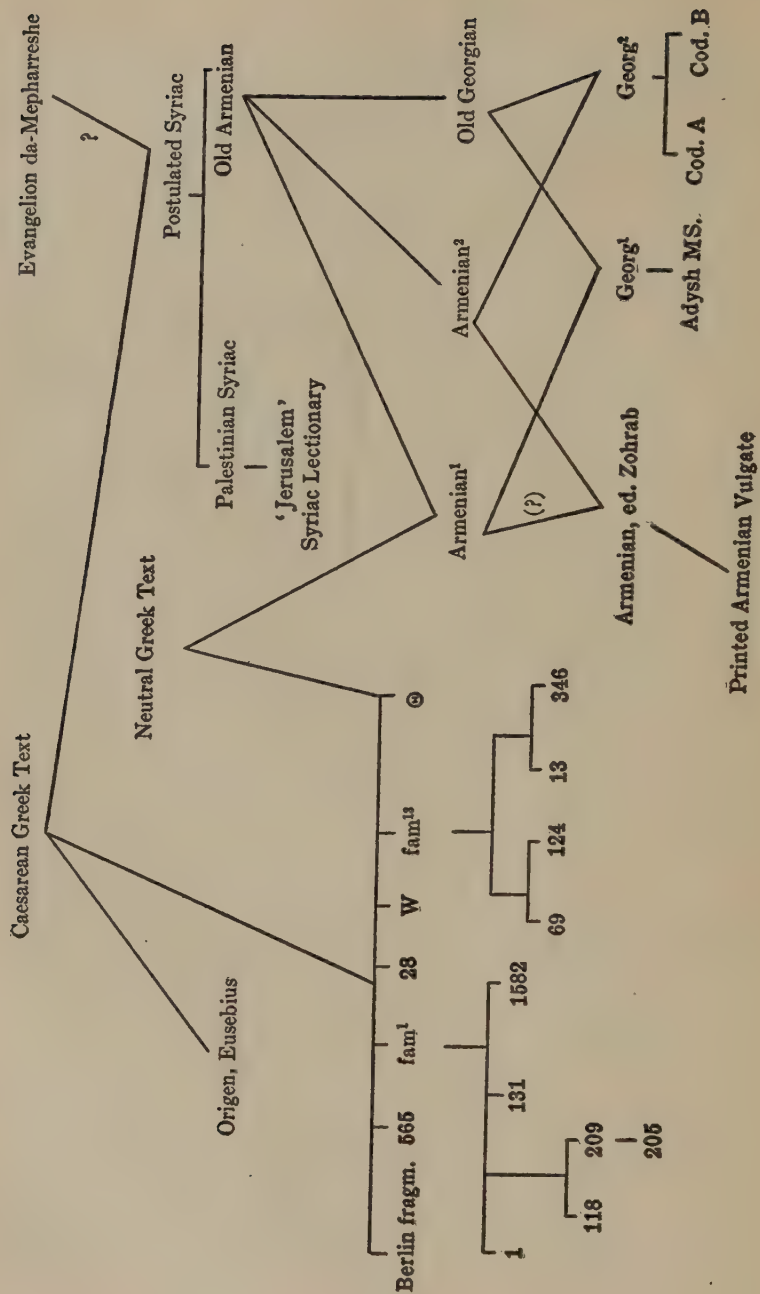 Caesarean Greek Text
Evangelion da-Mepharreshe
?
Neutral Greek Text
Postulated Syriac
Origen, Eusebius
Palestinian Syriac
Old Armenian
'Jerusalem'
Syriac Lectionary
Berlin fragm. 565 fam¹ 28 W fam¹³ Θ
Armenian¹
Armenian²
Old Georgian
1 131 1582
69 124 13 346
118 209
205
(?)
Armenian, ed. Zohrab
Georg¹
Georg²
Adysh MS.
Cod. A
Cod. B
Printed Armenian Vulgate